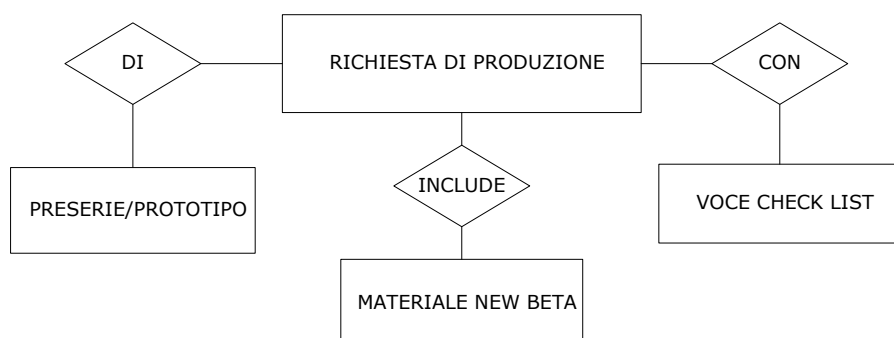 DI
RICHIESTA DI PRODUZIONE
CON
INCLUDE
PRESERIE/PROTOTIPO
VOCE CHECK LIST
MATERIALE NEW BETA